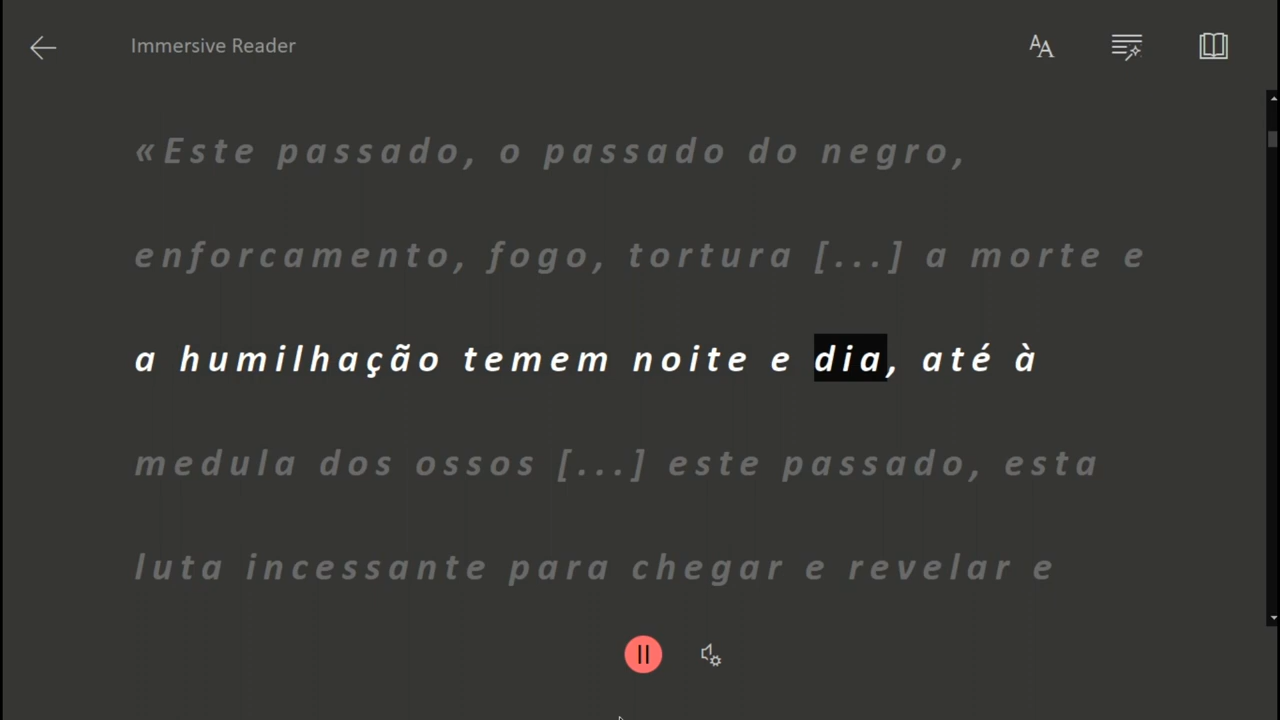 Immersive Reader
«Este passado, o passado do negro,
enforcamento, fogo, tortura [...] a morte e
a humilhação temem noite e dia, até à
medula dos ossos [...] este passado, esta
luta incessante para chegar e revelar e